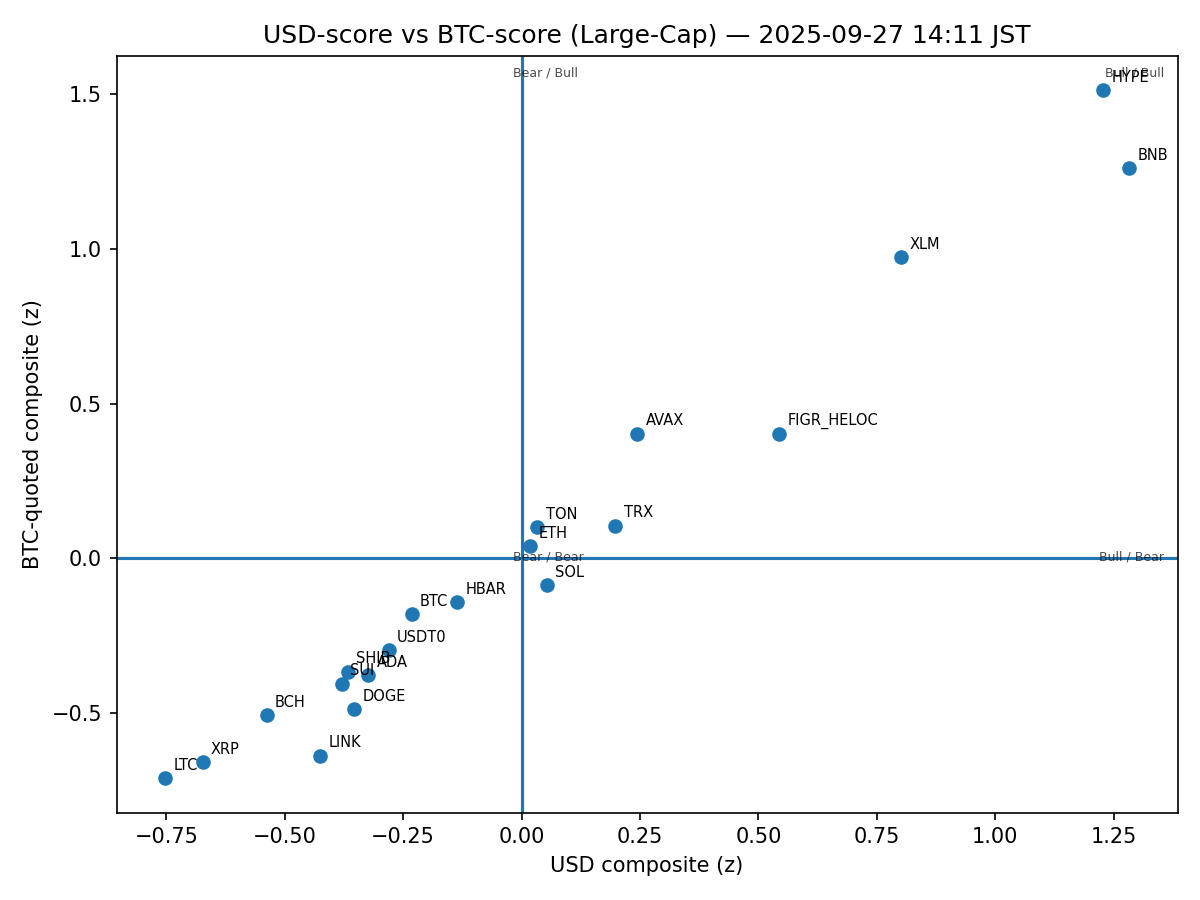 USD-score vs BTC-score (Large-Cap) — 2025-09-27 14:11 JST
Bear / Bull
Bull / Bull
HYPE
BNB
XLM
AVAX
FIGR_HELOC
TRX
TON
ETH
Bear / Bear
Bull / Bear
SOL
HBAR
BTC
USDT0
SHIB
ADA
SUI
DOGE
BCH
LINK
XRP
LTC
1.5
1.0
0.5
0.0
−0.5
BTC-quoted composite (z)
−0.75
−0.50
−0.25
0.00
0.25
0.50
0.75
1.00
1.25
USD composite (z)